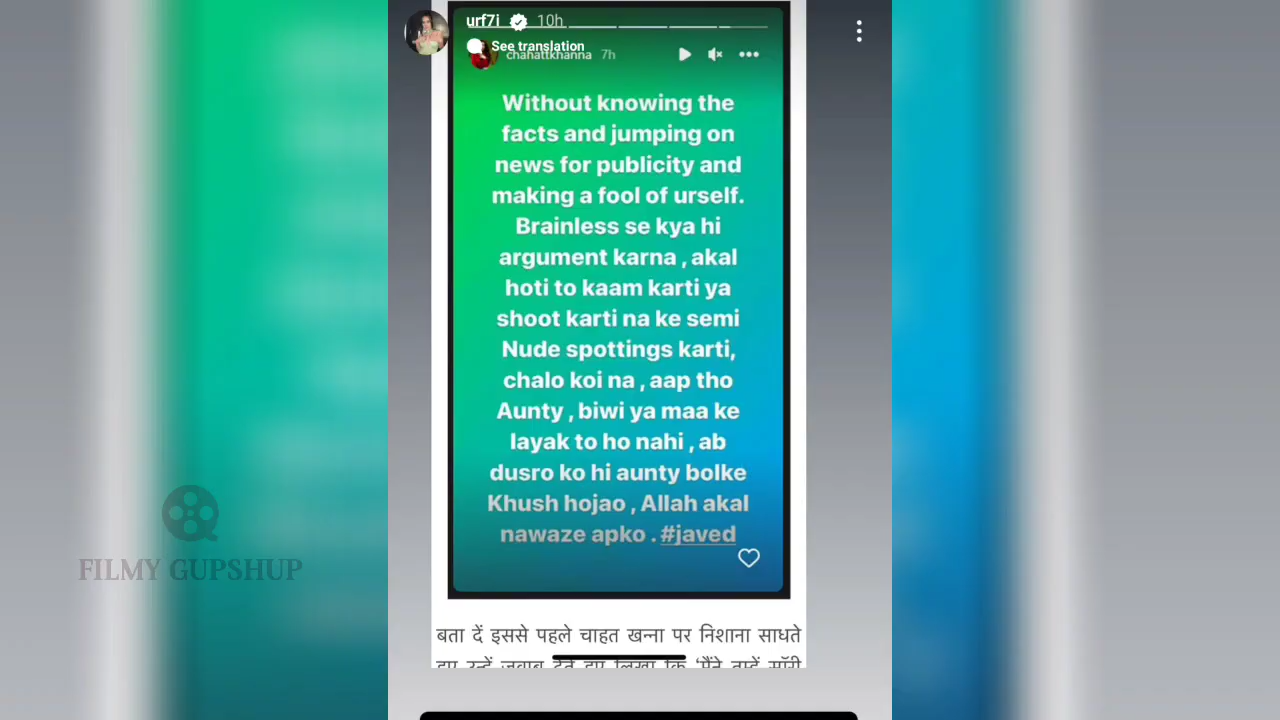 urf7i 10h
See translation
chahattkhanna 7h
Without knowing the
facts and jumping on
news for publicity and
making a fool of urself.
Brainless se kya hi
argument karna , akal
hoti to kaam karti ya
shoot karti na ke semi
Nude spottings karti,
chalo koi na , aap tho
Aunty , biwi ya maa ke
layak to ho nahi , ab
dusro ko hi aunty bolke
Khush hojao , Allah akal
nawaze apko . #javed
FILMY GUPSHUP
बता दें इससे पहले चाहत खन्ना पर निशाना साधते
हुए उन्हें जवाब देते हुए लिखा कि ‘मैंने तुम्हें सॉरी